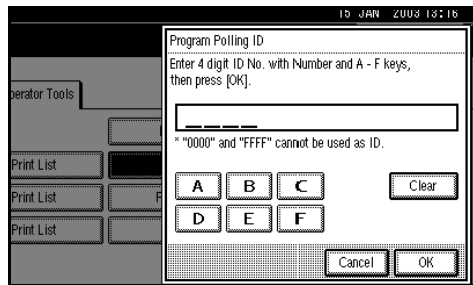 15 JAN 2003 13:16
Program Polling ID
Enter 4 digit ID No. with Number and A - F keys,
then press [OK].
perator Tools
_ _ _ _
* "0000" and "FFFF" cannot be used as ID.
Print List
A B C Clear
Print List F
D E F
Print List
Cancel OK